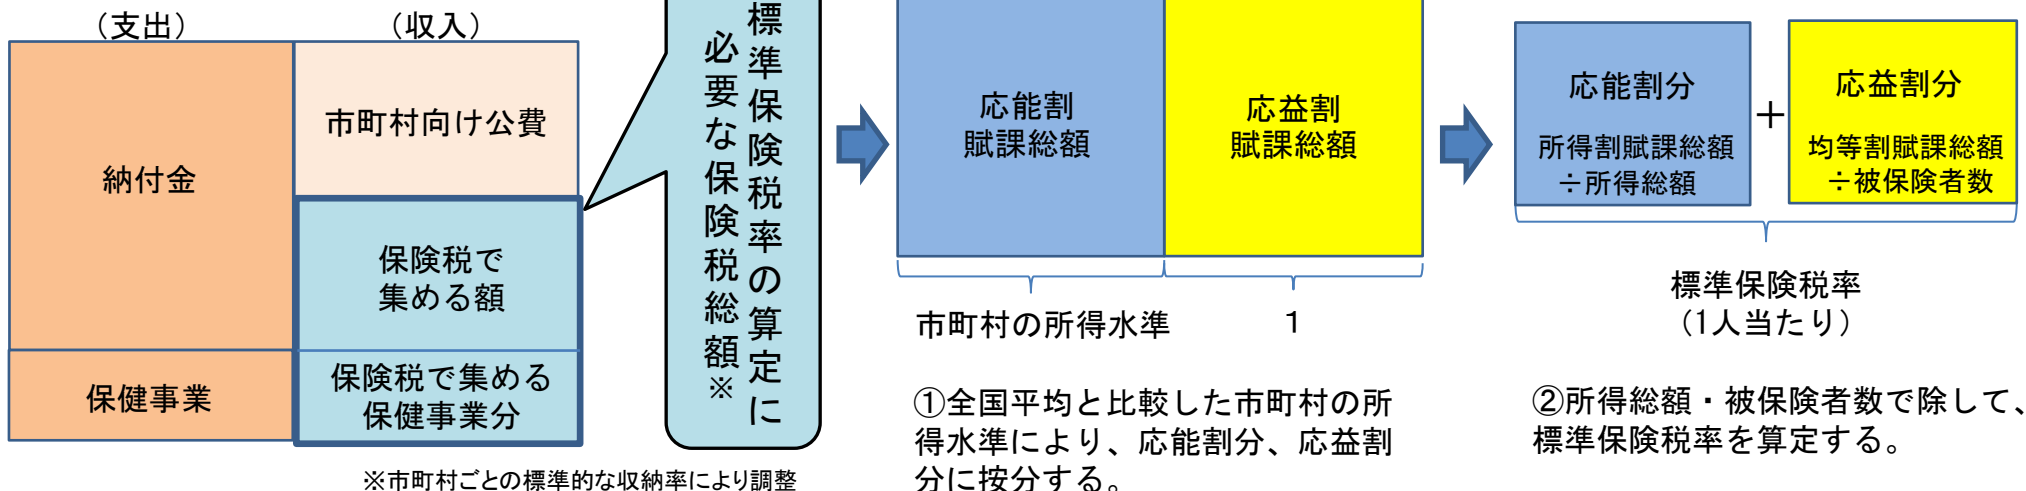 （支出）
（収入）
納付金
保健事業
市町村向け公費
保険税で
集める額
保険税で集める
保健事業分
標準保険税率の算定に
必要な保険税総額※
※市町村ごとの標準的な収納率により調整
応能割
賦課総額
応益割
賦課総額
市町村の所得水準
1
①全国平均と比較した市町村の所
得水準により、応能割分、応益割
分に按分する。
応能割分
所得割賦課総額
÷所得総額
＋
応益割分
均等割賦課総額
÷被保険者数
標準保険税率
（1人当たり）
②所得総額・被保険者数で除して、
標準保険税率を算定する。